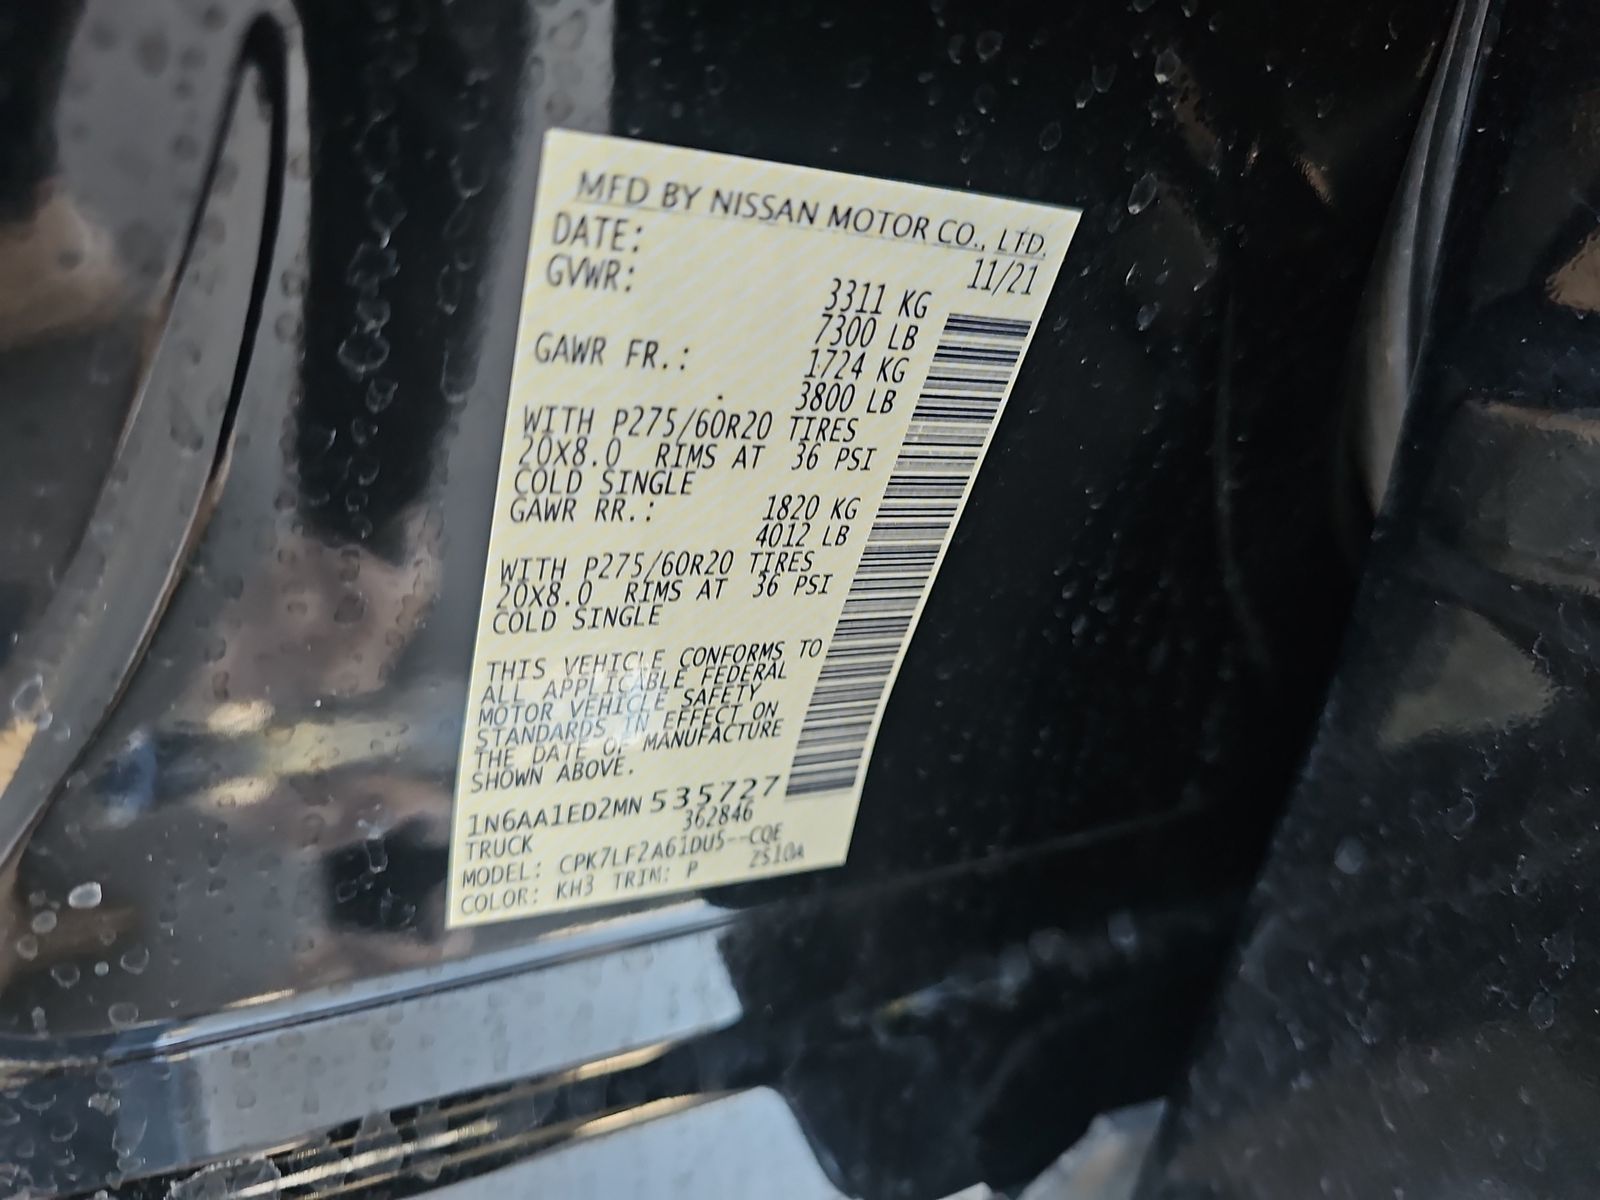 MFD BY NISSAN MOTOR CO., LTD.
DATE: 11/21
GVWR: 3311 KG
7300 LB
GAWR FR.: 1724 KG
3800 LB
WITH P275/60R20 TIRES
20X8.0 RIMS AT 36 PSI
COLD SINGLE
GAWR RR.: 1820 KG
4012 LB
WITH P275/60R20 TIRES
20X8.0 RIMS AT 36 PSI
COLD SINGLE
THIS VEHICLE CONFORMS TO
ALL APPLICABLE FEDERAL
MOTOR VEHICLE SAFETY
STANDARDS IN EFFECT ON
THE DATE OF MANUFACTURE
SHOWN ABOVE.
1N6AA1ED2MN 535727
TRUCK 362846
MODEL: CPK7LF2A61DU5--CQE
COLOR: KH3 TRIM: P ZS10A